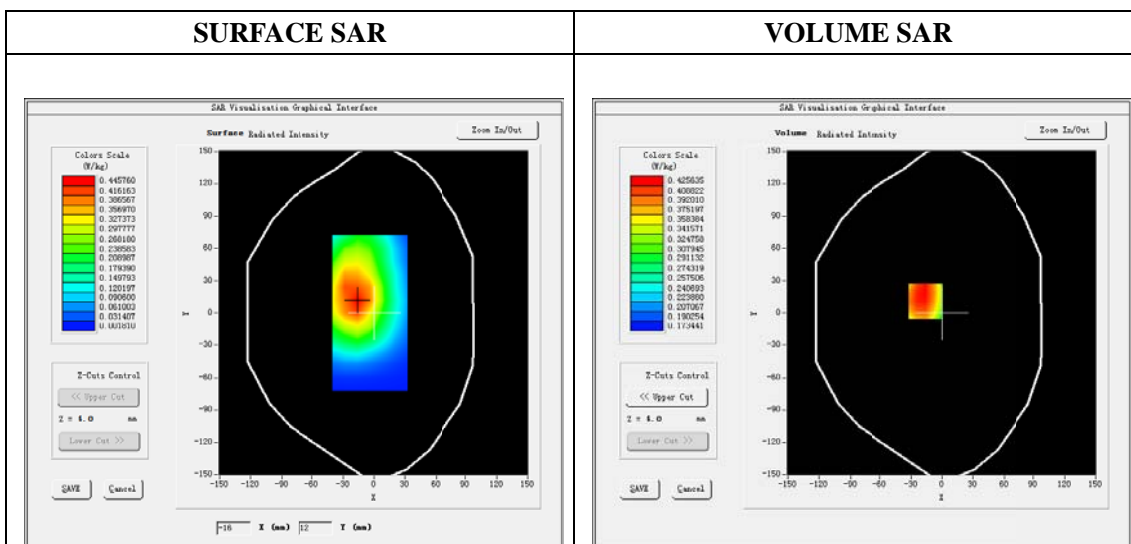 SURFACE SAR
VOLUME SAR
SAR Visualisation Graphical Interface
Surface Radiated Intensity
Zoom In/Out
Colors Scale
(W/kg)
0.445760
0.416163
0.386567
0.356970
0.327373
0.297777
0.268180
0.238583
0.208987
0.179390
0.149793
0.120197
0.090600
0.061003
0.031407
0.001810
150
120
90
60
30
0
-30
-60
-90
-120
-150
Y
-150 -120 -90 -60 -30 0 30 60 90 120 150
X
Z-Cuts Control
<< Upper Cut
Z = 4.0 mm
Lower Cut >>
SAVE
Cancel
-16 X (mm) 12 Y (mm)
SAR Visualisation Grqhical Interface
Volume Radiated Intensity
Zoom In/Out
Colors Scale
(W/kg)
0.425635
0.408822
0.392010
0.375197
0.358384
0.341571
0.324758
0.307945
0.291132
0.274319
0.257506
0.240693
0.223880
0.207067
0.190254
0.173441
150
120
90
60
30
0
-30
-60
-90
-120
-150
Y
-150 -120 -90 -60 -30 0 30 60 90 120 150
X
Z-Cuts Control
<< Upper Cut
Z = 4.0 mm
Lower Cut >>
SAVE
Cancel